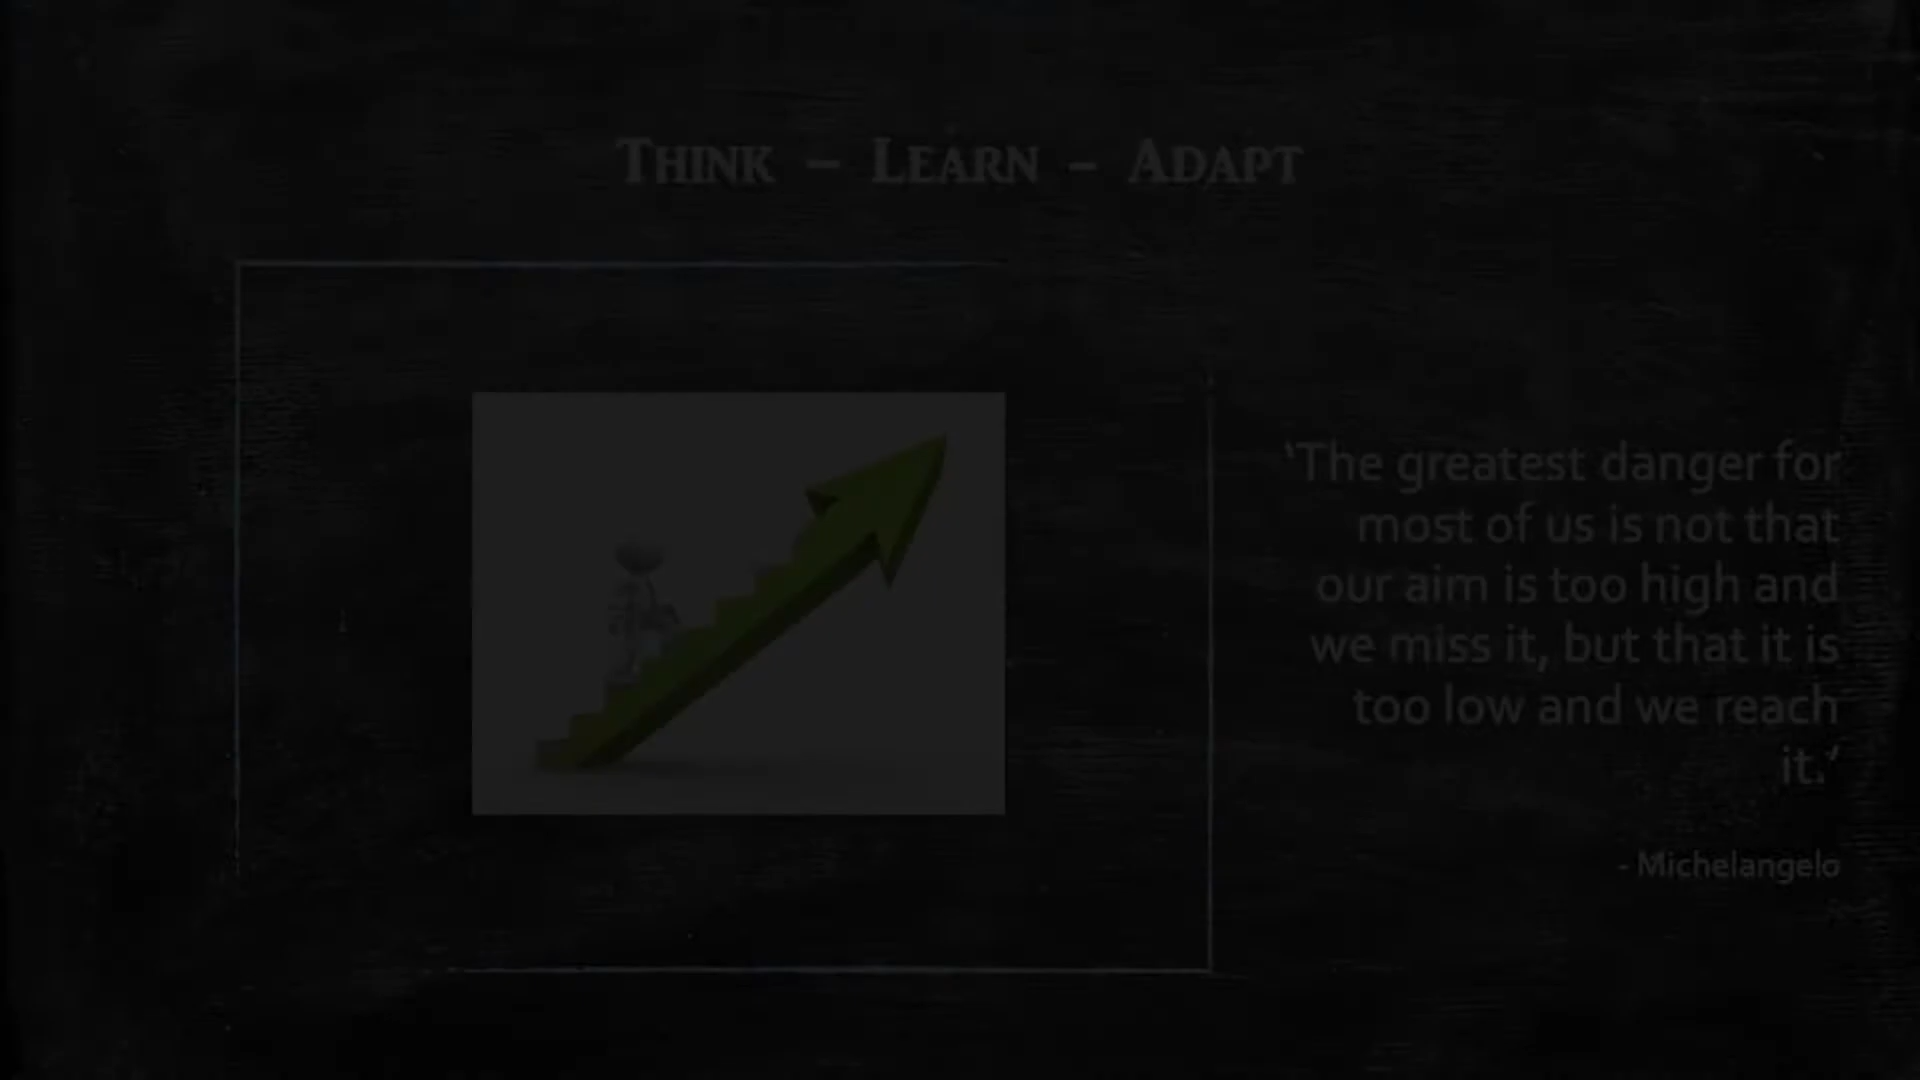 THINK – LEARN – ADAPT
‘The greatest danger for
most of us is not that
our aim is too high and
we miss it, but that it is
too low and we reach
it.’
- Michelangelo